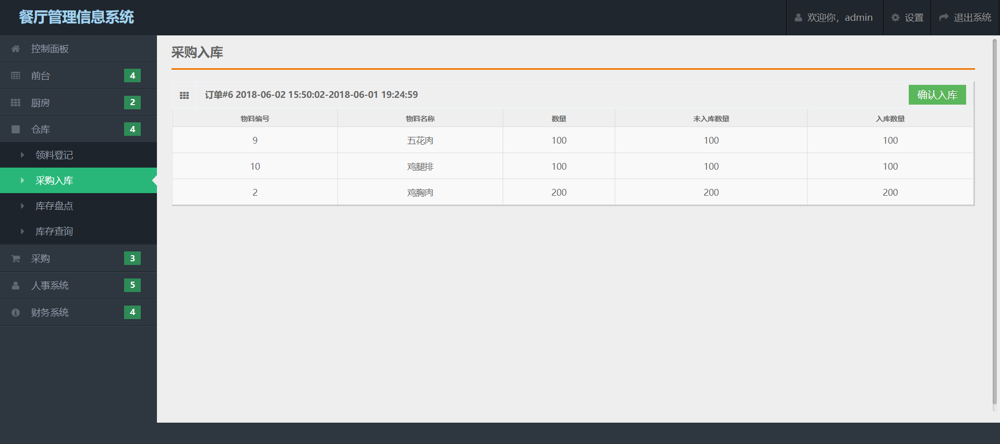 餐厅管理信息系统
欢迎你，admin 设置 退出系统
控制面板
前台 4
厨房 2
仓库 4
领料登记
采购入库
库存盘点
库存查询
采购 3
人事系统 5
财务系统 4
采购入库
订单#6 2018-06-02 15:50:02-2018-06-01 19:24:59 确认入库
物料编号 物料名称 数量 未入库数量 入库数量
9 五花肉 100 100 100
10 鸡腿排 100 100 100
2 鸡胸肉 200 200 200